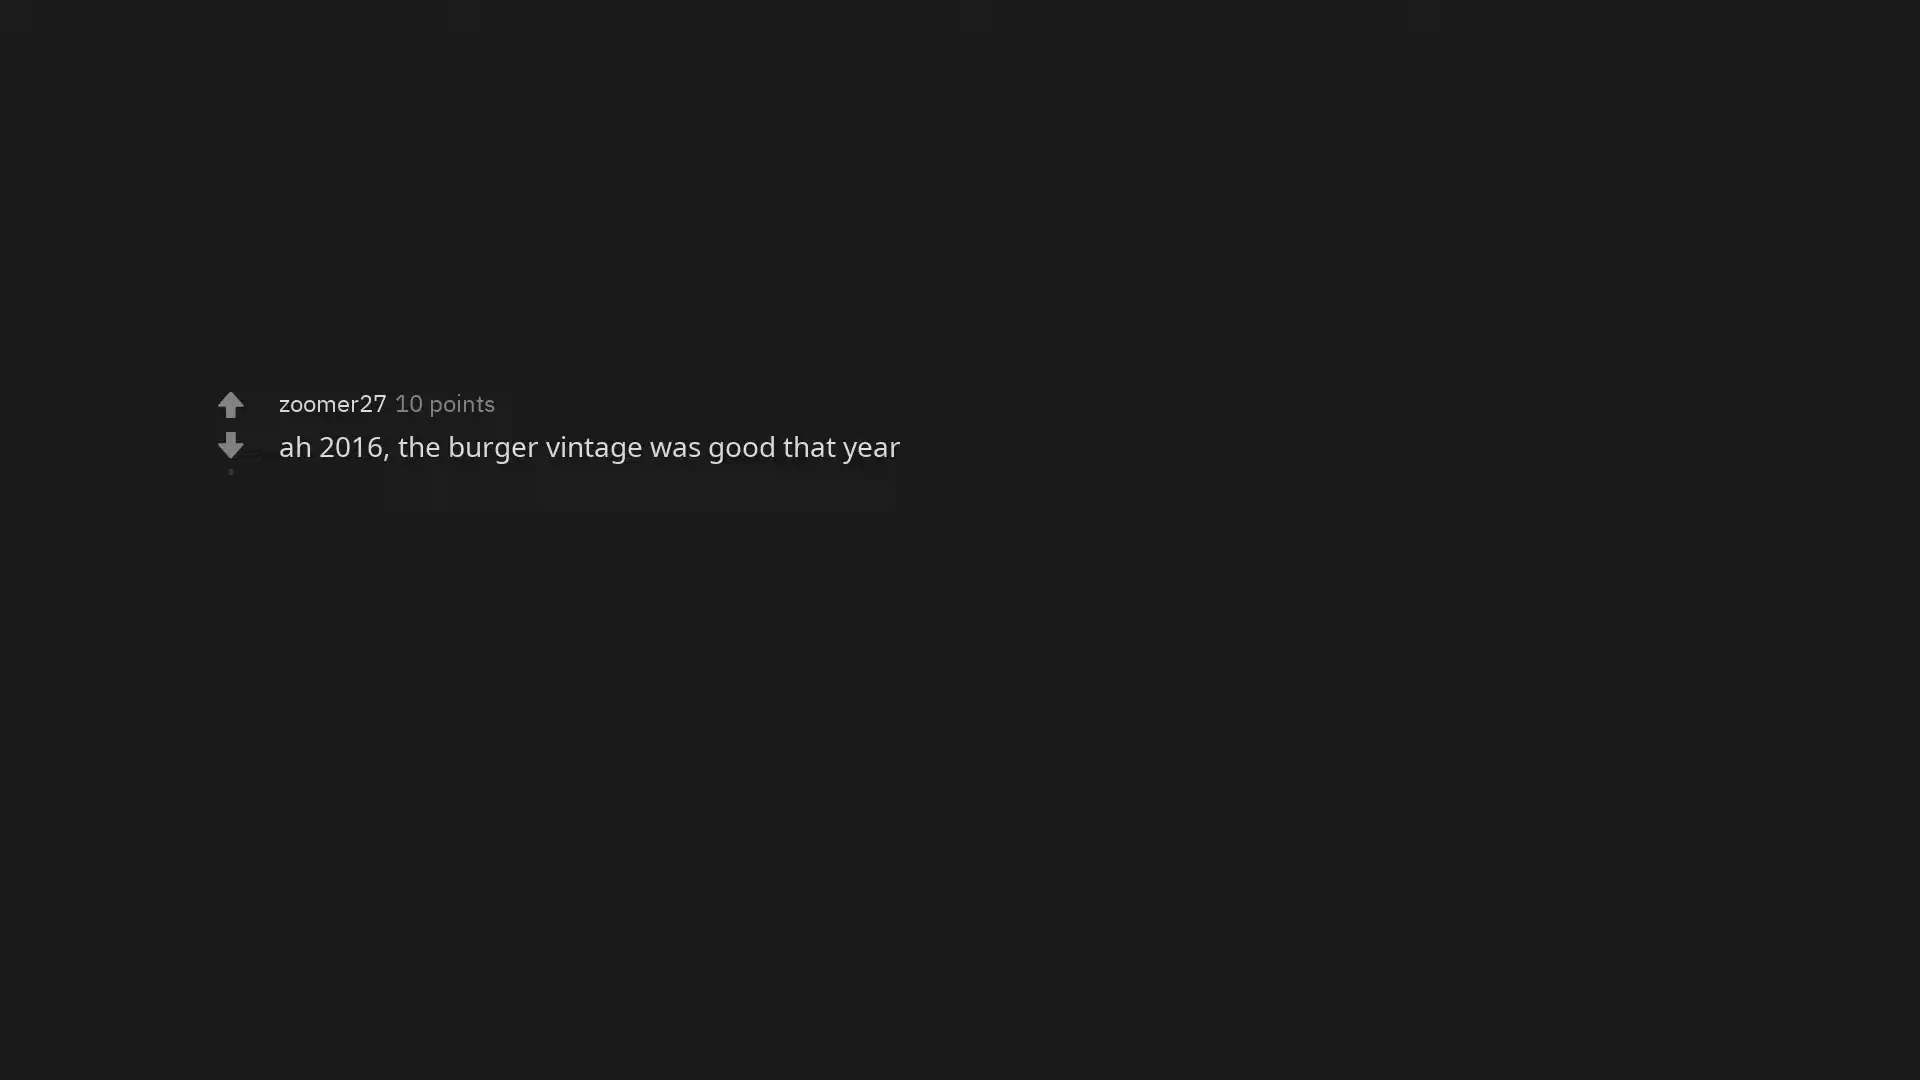 zoomer27 10 points
ah 2016, the burger vintage was good that year